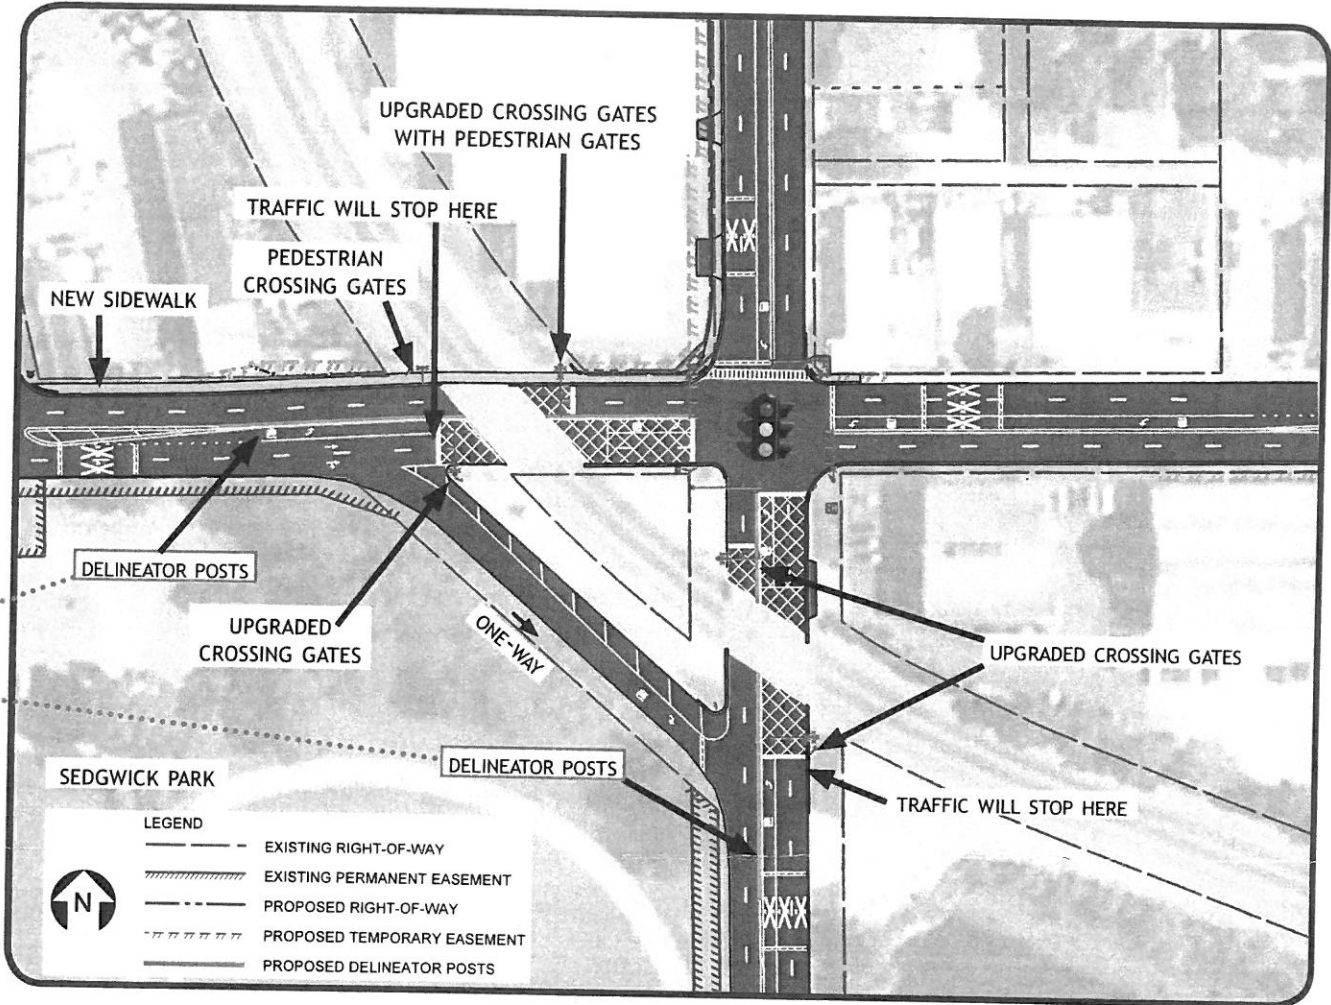 UPGRADED CROSSING GATES
WITH PEDESTRIAN GATES
TRAFFIC WILL STOP HERE
PEDESTRIAN
CROSSING GATES
NEW SIDEWALK
DELINEATOR POSTS
UPGRADED
CROSSING GATES
ONE-WAY
UPGRADED CROSSING GATES
DELINEATOR POSTS
TRAFFIC WILL STOP HERE
SEDGWICK PARK
LEGEND
EXISTING RIGHT-OF-WAY
EXISTING PERMANENT EASEMENT
PROPOSED RIGHT-OF-WAY
PROPOSED TEMPORARY EASEMENT
PROPOSED DELINEATOR POSTS
N